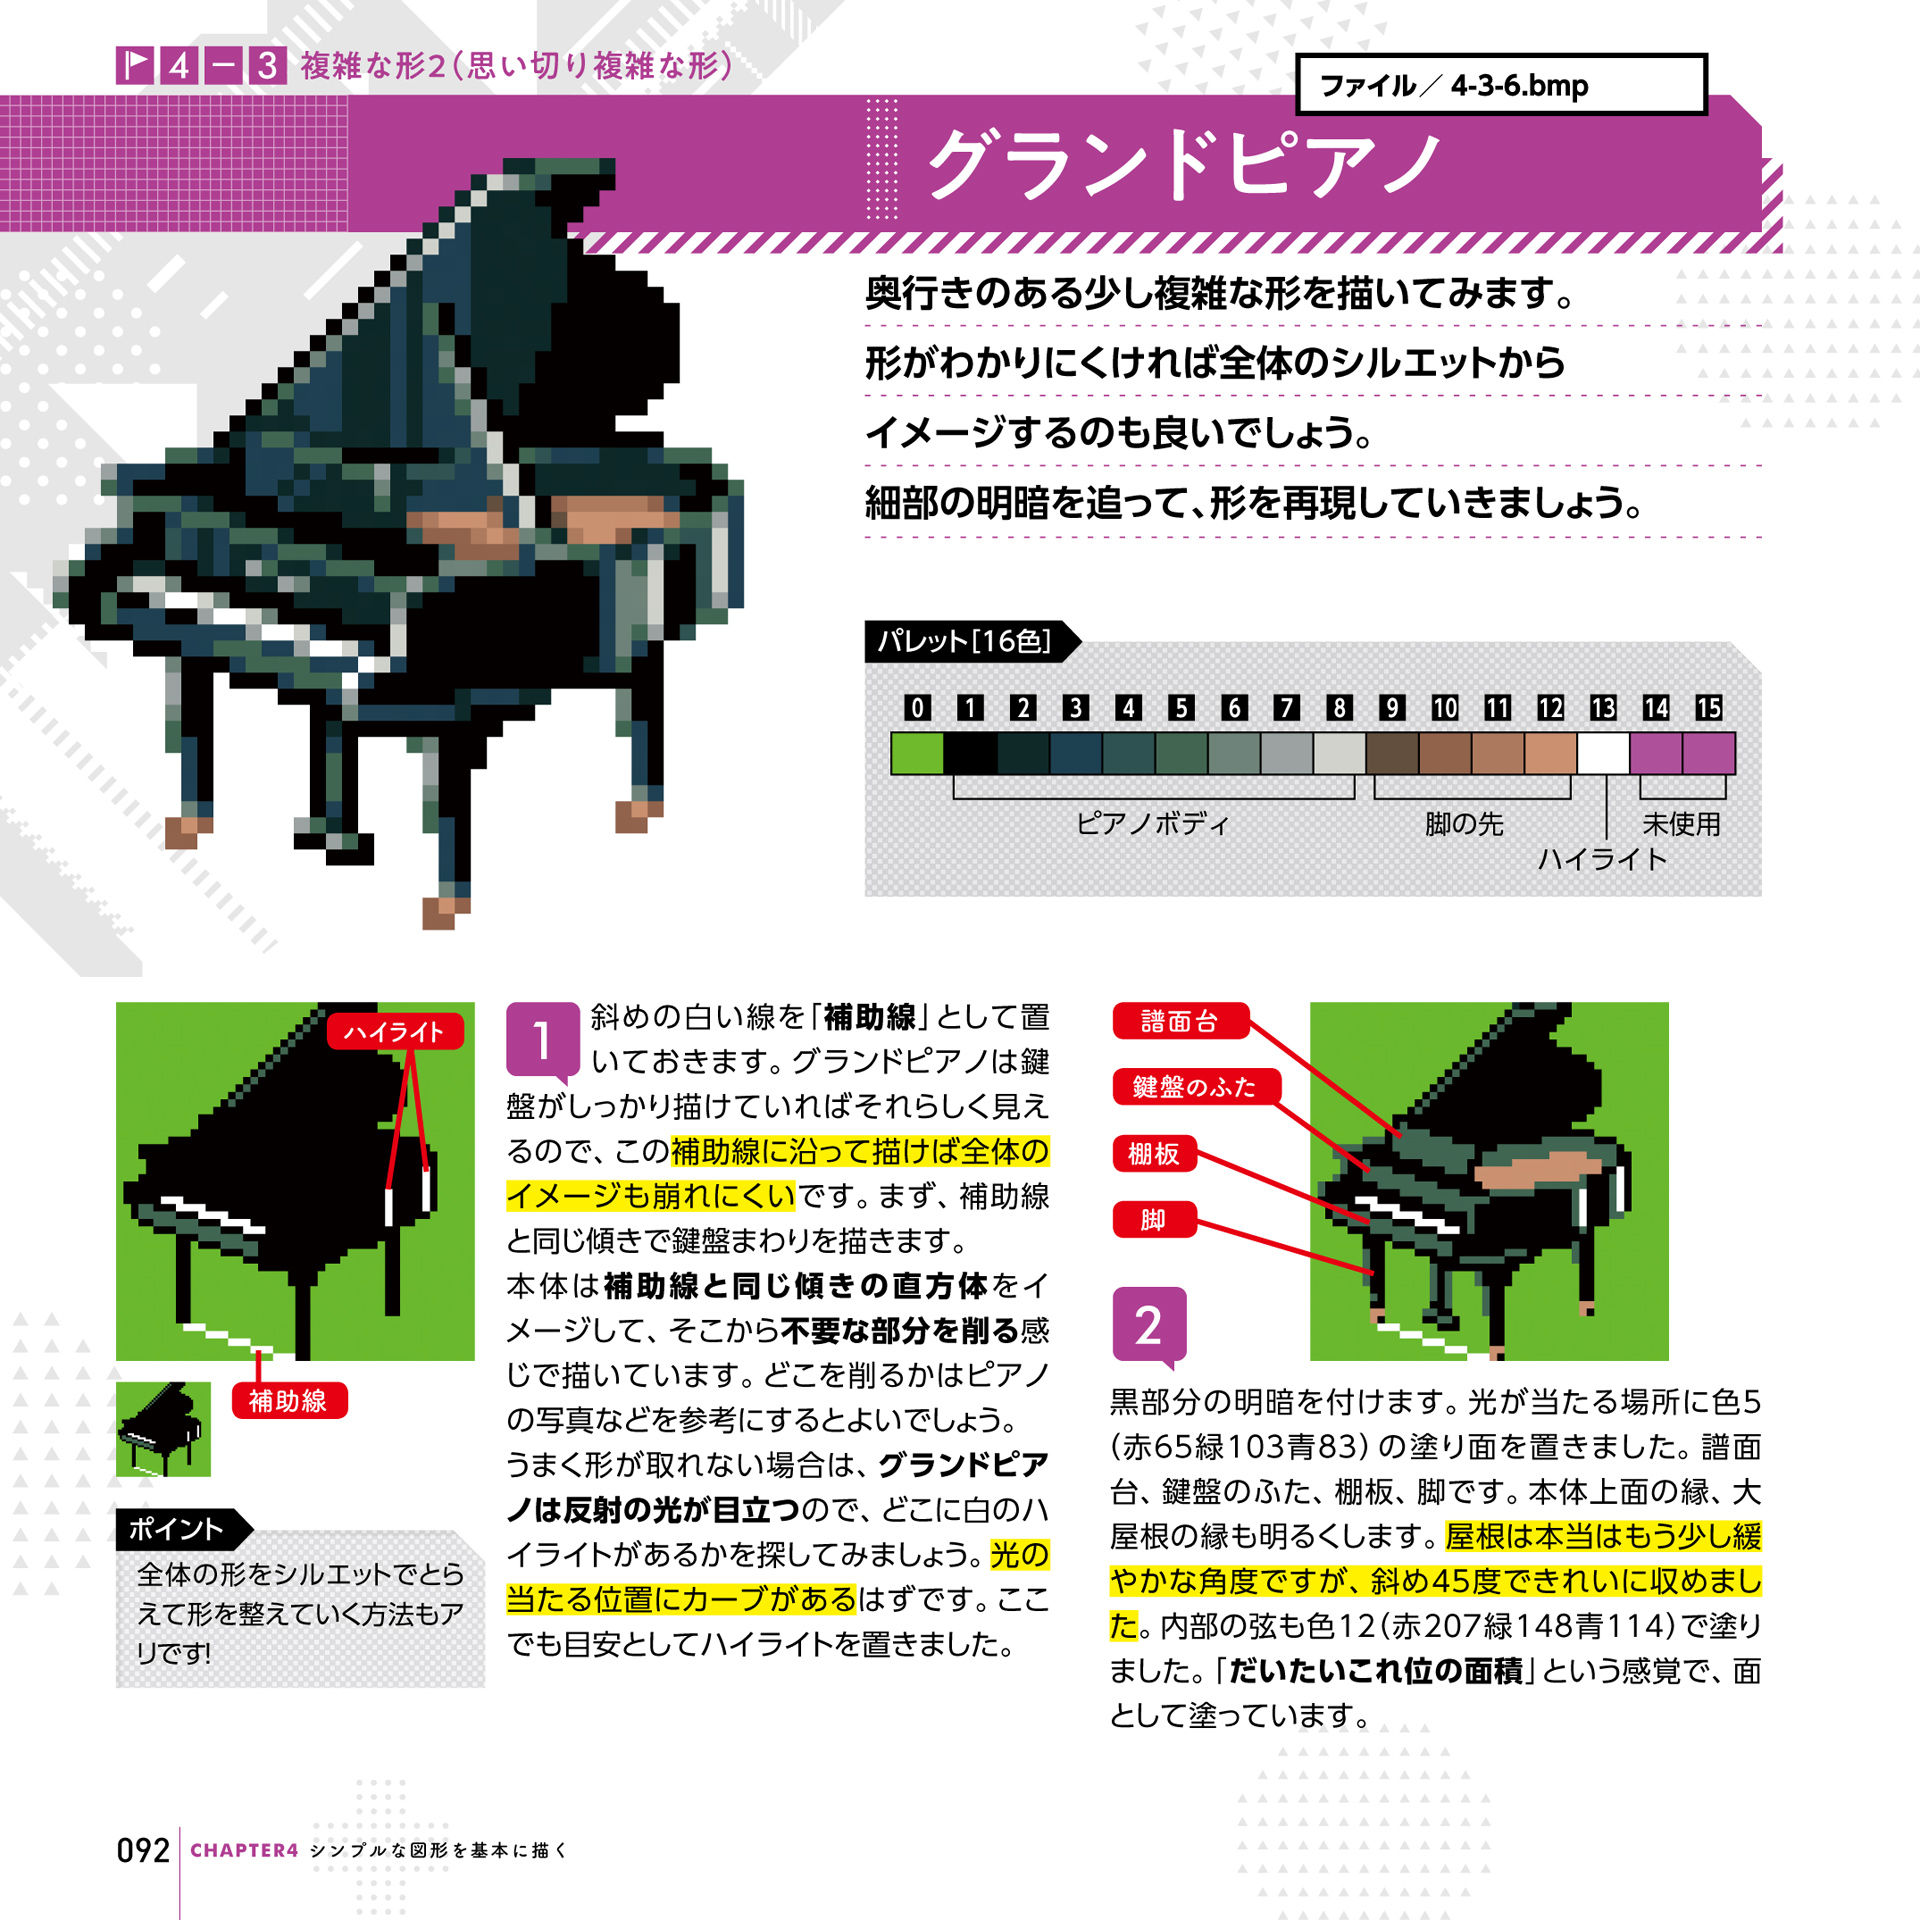 4－3 複雑な形2（思い切り複雑な形）
ファイル／ 4-3-6.bmp
グランドピアノ
奥行きのある少し複雑な形を描いてみます。
形がわかりにくければ全体のシルエットから
イメージするのも良いでしょう。
細部の明暗を追って、形を再現していきましょう。
パレット［16色］
0 1 2 3 4 5 6 7 8 9 10 11 12 13 14 15
ピアノボディ 脚の先 未使用
ハイライト
ハイライト
補助線
ポイント
全体の形をシルエットでとら
えて形を整えていく方法もア
リです!
1
斜めの白い線を「補助線」として置
いておきます。グランドピアノは鍵
盤がしっかり描けていればそれらしく見え
るので、この補助線に沿って描けば全体の
イメージも崩れにくいです。まず、補助線
と同じ傾きで鍵盤まわりを描きます。
本体は補助線と同じ傾きの直方体をイ
メージして、そこから不要な部分を削る感
じで描いています。どこを削るかはピアノ
の写真などを参考にするとよいでしょう。
うまく形が取れない場合は、グランドピア
ノは反射の光が目立つので、どこに白のハ
イライトがあるかを探してみましょう。光の
当たる位置にカーブがあるはずです。ここ
でも目安としてハイライトを置きました。
譜面台
鍵盤のふた
棚板
脚
2
黒部分の明暗を付けます。光が当たる場所に色5
（赤65緑103青83）の塗り面を置きました。譜面
台、鍵盤のふた、棚板、脚です。本体上面の縁、大
屋根の縁も明るくします。屋根は本当はもう少し緩
やかな角度ですが、斜め45度できれいに収めまし
た。内部の弦も色12（赤207緑148青114）で塗り
ました。「だいたいこれ位の面積」という感覚で、面
として塗っています。
092 CHAPTER4 シンプルな図形を基本に描く